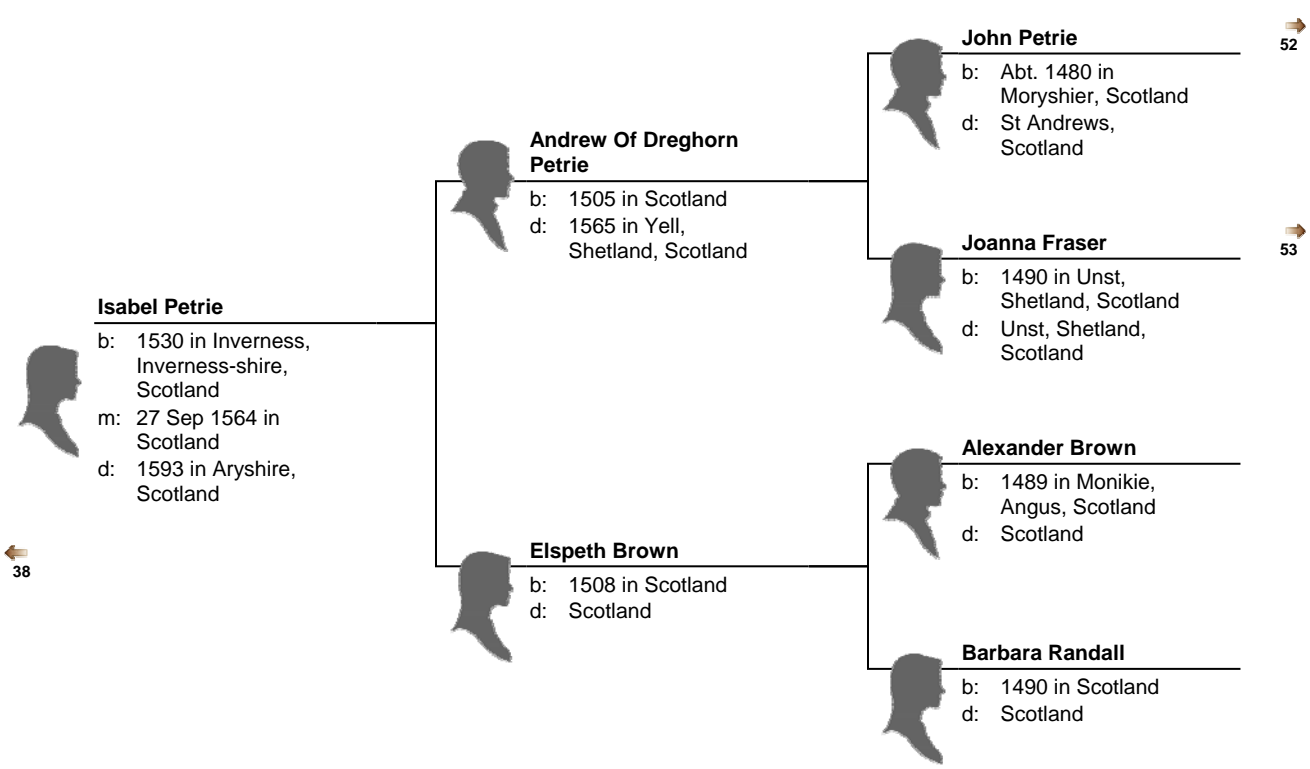 John Petrie
b: Abt. 1480 in
Moryshier, Scotland
d: St Andrews,
Scotland
52
Andrew Of Dreghorn
Petrie
b: 1505 in Scotland
d: 1565 in Yell,
Shetland, Scotland
Joanna Fraser
b: 1490 in Unst,
Shetland, Scotland
d: Unst, Shetland,
Scotland
53
Isabel Petrie
b: 1530 in Inverness,
Inverness-shire,
Scotland
m: 27 Sep 1564 in
Scotland
d: 1593 in Aryshire,
Scotland
38
Alexander Brown
b: 1489 in Monikie,
Angus, Scotland
d: Scotland
Elspeth Brown
b: 1508 in Scotland
d: Scotland
Barbara Randall
b: 1490 in Scotland
d: Scotland